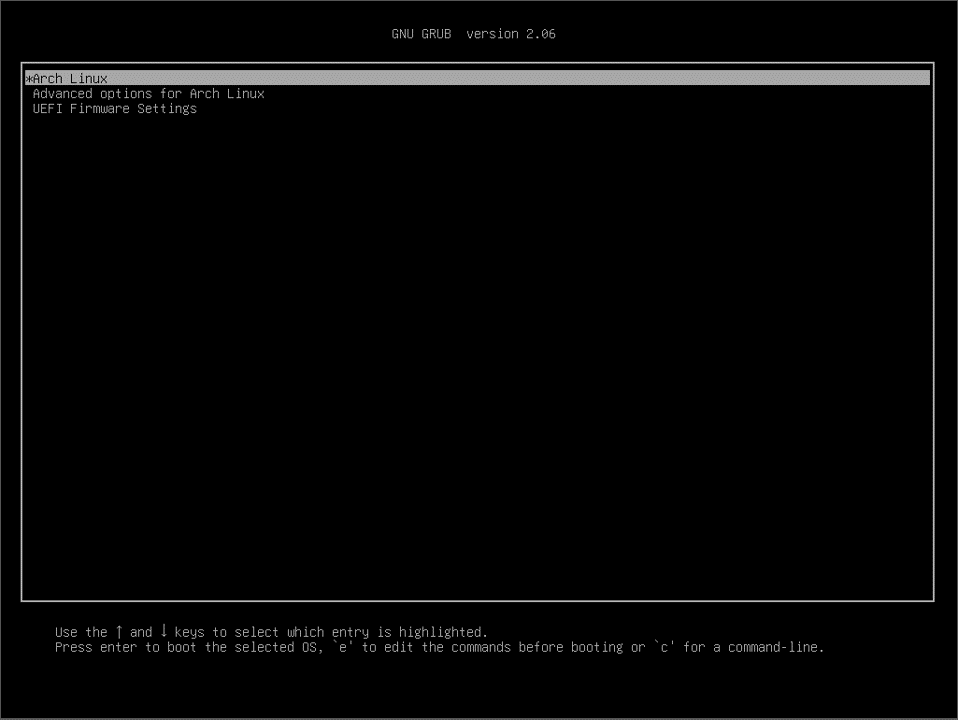 GNU GRUB  version 2.06
*Arch Linux
Advanced options for Arch Linux
UEFI Firmware Settings
Use the ↑ and ↓ keys to select which entry is highlighted.
Press enter to boot the selected OS, `e' to edit the commands before booting or `c' for a command-line.